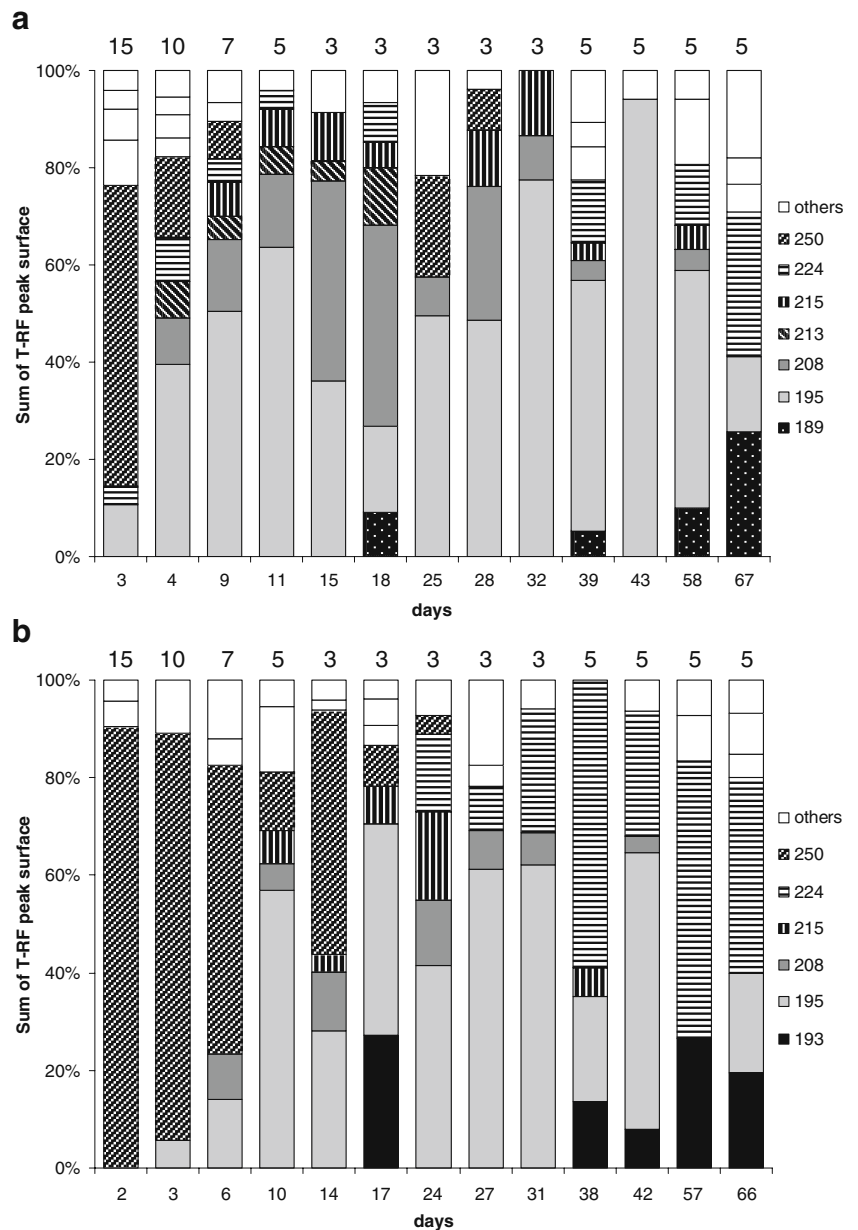 a
15 10 7 5 3 3 3 3 3 5 5 5 5
100%
80%
60%
40%
20%
0%
Sum of T-RF peak surface
others
250
224
215
213
208
195
189
3 4 9 11 15 18 25 28 32 39 43 58 67
days
b
15 10 7 5 3 3 3 3 3 5 5 5 5
100%
80%
60%
40%
20%
0%
Sum of T-RF peak surface
others
250
224
215
208
195
193
2 3 6 10 14 17 24 27 31 38 42 57 66
days